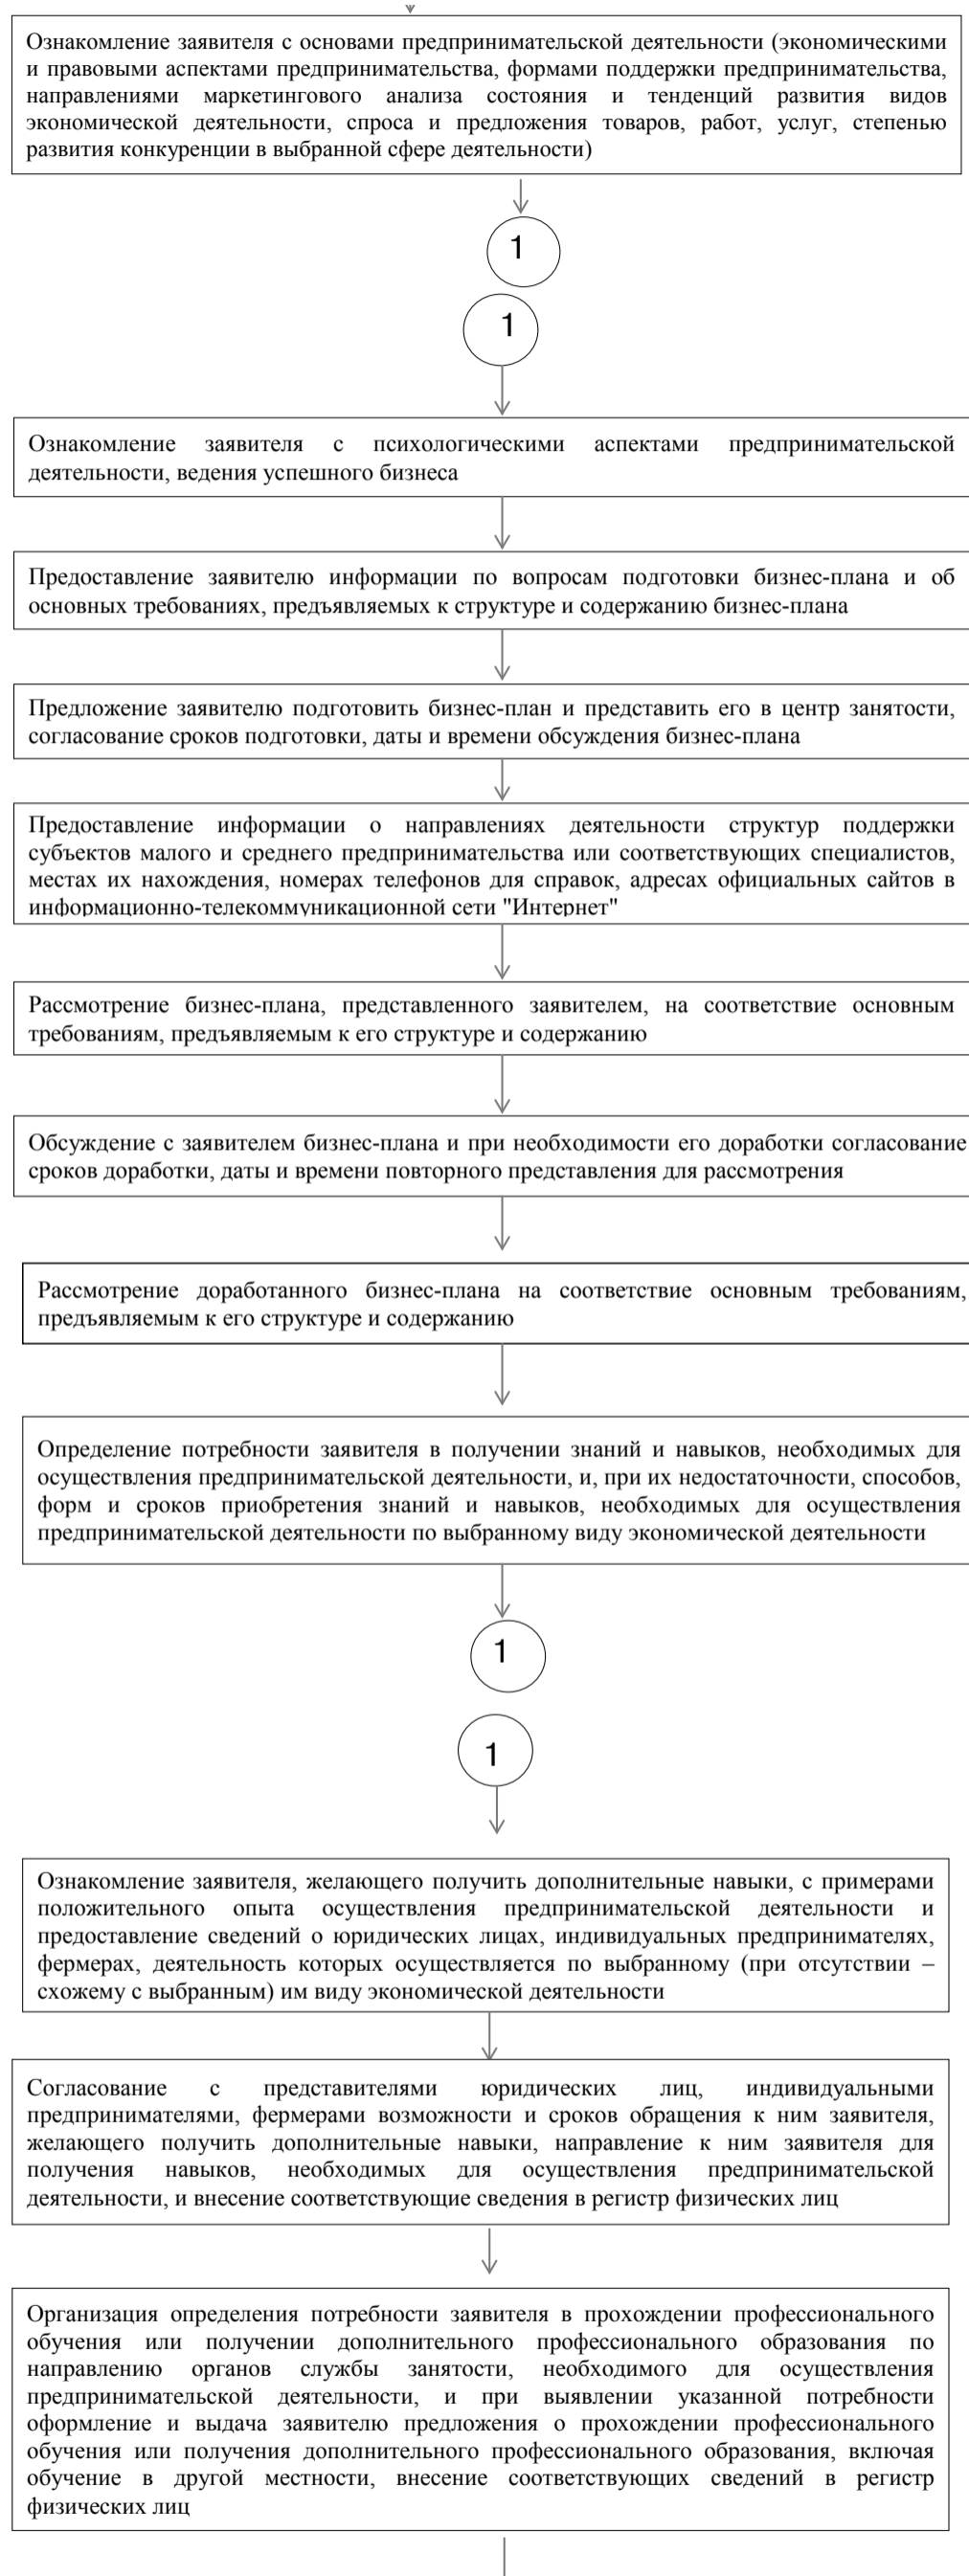 Ознакомление заявителя с основами предпринимательской деятельности (экономическими
и правовыми аспектами предпринимательства, формами поддержки предпринимательства,
направлениями маркетингового анализа состояния и тенденций развития видов
экономической деятельности, спроса и предложения товаров, работ, услуг, степенью
развития конкуренции в выбранной сфере деятельности)
1
1
Ознакомление заявителя с психологическими аспектами предпринимательской
деятельности, ведения успешного бизнеса
Предоставление заявителю информации по вопросам подготовки бизнес-плана и об
основных требованиях, предъявляемых к структуре и содержанию бизнес-плана
Предложение заявителю подготовить бизнес-план и представить его в центр занятости,
согласование сроков подготовки, даты и времени обсуждения бизнес-плана
Предоставление информации о направлениях деятельности структур поддержки
субъектов малого и среднего предпринимательства или соответствующих специалистов,
местах их нахождения, номерах телефонов для справок, адресах официальных сайтов в
информационно-телекоммуникационной сети "Интернет"
Рассмотрение бизнес-плана, представленного заявителем, на соответствие основным
требованиям, предъявляемым к его структуре и содержанию
Обсуждение с заявителем бизнес-плана и при необходимости его доработки согласование
сроков доработки, даты и времени повторного представления для рассмотрения
Рассмотрение доработанного бизнес-плана на соответствие основным требованиям,
предъявляемым к его структуре и содержанию
Определение потребности заявителя в получении знаний и навыков, необходимых для
осуществления предпринимательской деятельности, и, при их недостаточности, способов,
форм и сроков приобретения знаний и навыков, необходимых для осуществления
предпринимательской деятельности по выбранному виду экономической деятельности
1
1
Ознакомление заявителя, желающего получить дополнительные навыки, с примерами
положительного опыта осуществления предпринимательской деятельности и
предоставление сведений о юридических лицах, индивидуальных предпринимателях,
фермерах, деятельность которых осуществляется по выбранному (при отсутствии –
схожему с выбранным) им виду экономической деятельности
Согласование с представителями юридических лиц, индивидуальными
предпринимателями, фермерами возможности и сроков обращения к ним заявителя,
желающего получить дополнительные навыки, направление к ним заявителя для
получения навыков, необходимых для осуществления предпринимательской
деятельности, и внесение соответствующие сведения в регистр физических лиц
Организация определения потребности заявителя в прохождении профессионального
обучения или получении дополнительного профессионального образования по
направлению органов службы занятости, необходимого для осуществления
предпринимательской деятельности, и при выявлении указанной потребности
оформление и выдача заявителю предложения о прохождении профессионального
обучения или получения дополнительного профессионального образования, включая
обучение в другой местности, внесение соответствующих сведений в регистр
физических лиц